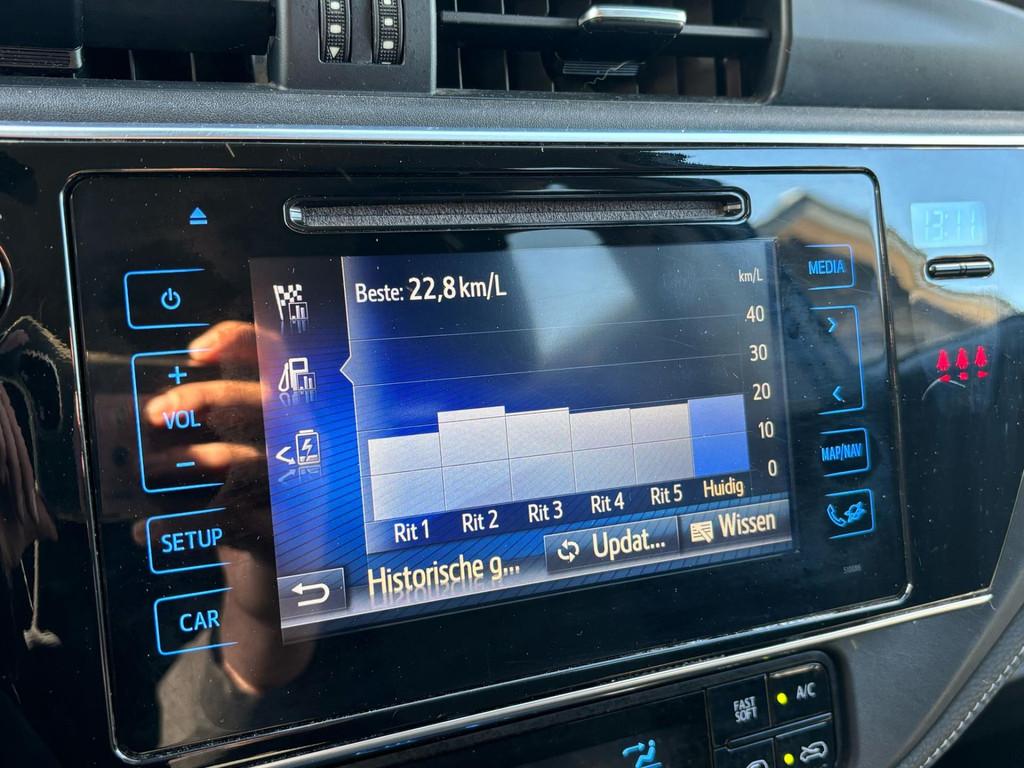 13:11
MEDIA
VOL
SETUP
CAR
MAP/NAV
Beste: 22,8 km/L
km/L
40
30
20
10
0
Rit 1 Rit 2 Rit 3 Rit 4 Rit 5 Huidig
Historische g... Updat... Wissen
FAST
SOFT
A/C